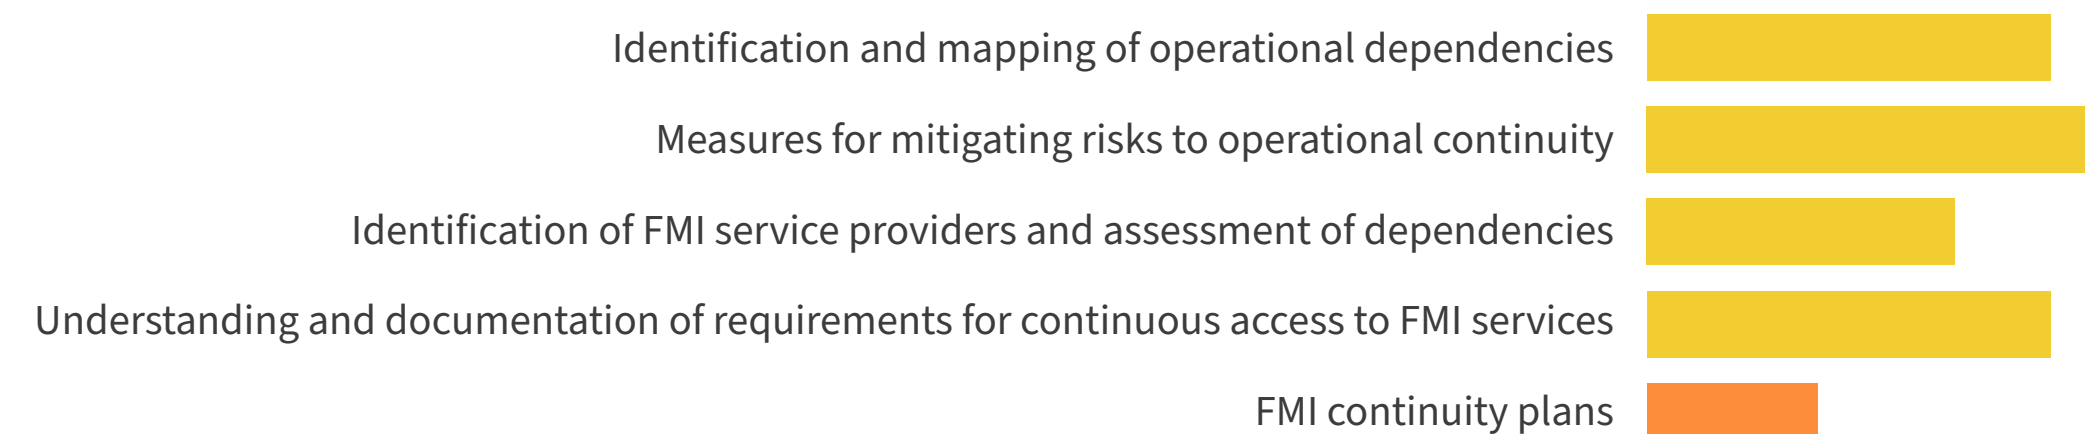 Identification and mapping of operational dependencies
Measures for mitigating risks to operational continuity
Identification of FMI service providers and assessment of dependencies
Understanding and documentation of requirements for continuous access to FMI services
FMI continuity plans